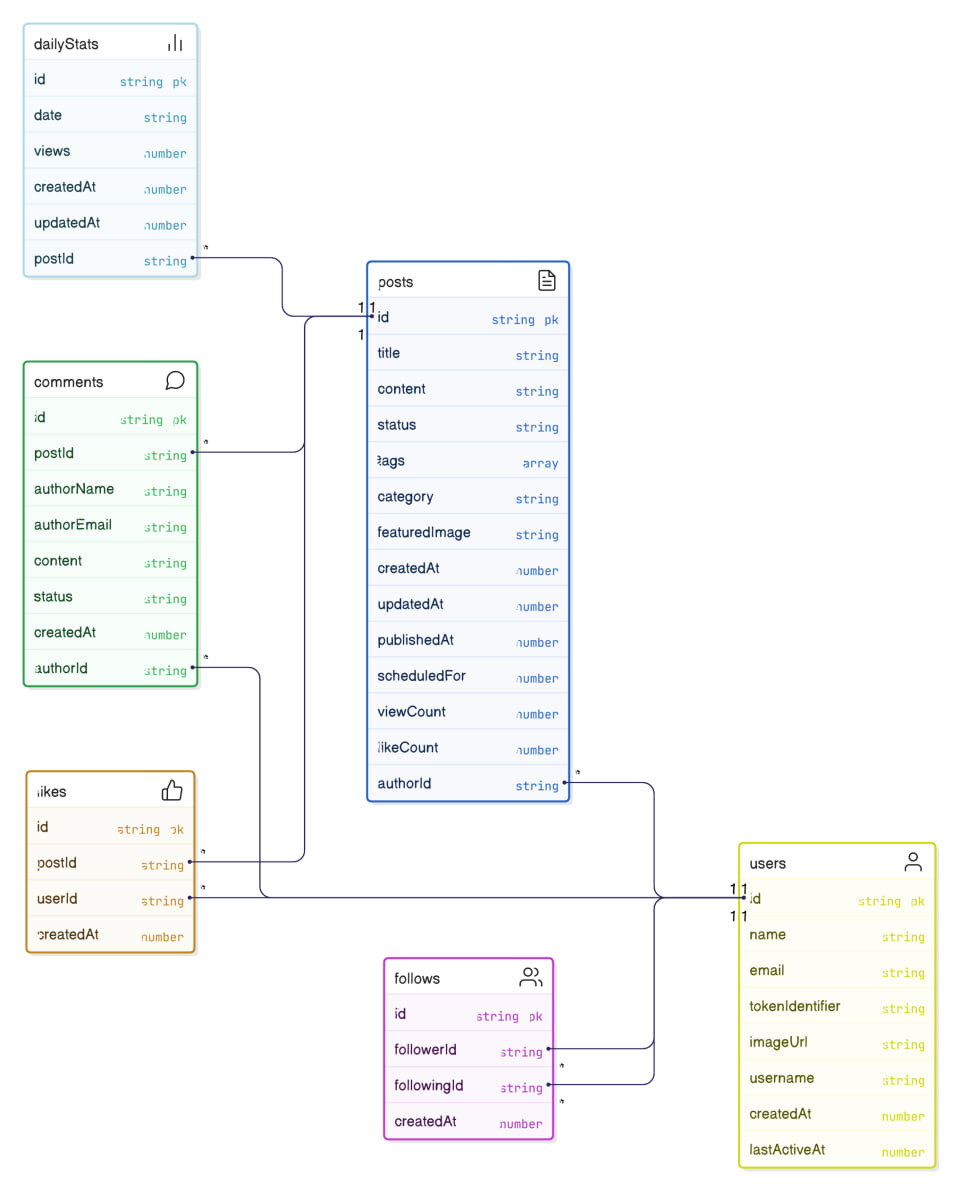 dailyStats
id string pk
date string
views number
createdAt number
updatedAt number
postId string
*
posts
1 1
id string pk
1
title string
content string
status string
tags array
category string
featuredImage string
createdAt number
updatedAt number
publishedAt number
scheduledFor number
viewCount number
likeCount number
authorId string
*
comments
id string pk
postId string
*
authorName string
authorEmail string
content string
status string
createdAt number
authorId string
*
likes
id string pk
postId string
*
userId string
*
createdAt number
users
1 1
id string pk
1 1
name string
email string
tokenIdentifier string
imageUrl string
username string
createdAt number
lastActiveAt number
follows
id string pk
followerId string
*
followingId string
*
createdAt number